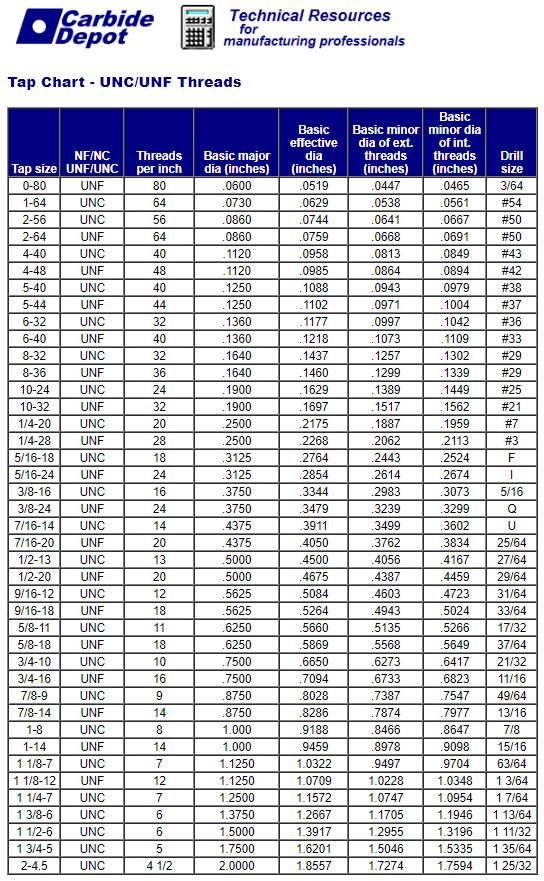 Carbide
Depot
Technical Resources
for
manufacturing professionals
Tap Chart - UNC/UNF Threads
Tap size NF/NC UNF/UNC Threads per inch Basic major dia (inches) Basic effective dia (inches) Basic minor dia of ext. threads (inches) Basic minor dia of int. threads (inches) Drill size
0-80 UNF 80 .0600 .0519 .0447 .0465 3/64
1-64 UNC 64 .0730 .0629 .0538 .0561 #54
2-56 UNC 56 .0860 .0744 .0641 .0667 #50
2-64 UNF 64 .0860 .0759 .0668 .0691 #50
4-40 UNC 40 .1120 .0958 .0813 .0849 #43
4-48 UNF 48 .1120 .0985 .0864 .0894 #42
5-40 UNC 40 .1250 .1088 .0943 .0979 #38
5-44 UNF 44 .1250 .1102 .0971 .1004 #37
6-32 UNC 32 .1360 .1177 .0997 .1042 #36
6-40 UNF 40 .1360 .1218 .1073 .1109 #33
8-32 UNC 32 .1640 .1437 .1257 .1302 #29
8-36 UNF 36 .1640 .1460 .1299 .1339 #29
10-24 UNC 24 .1900 .1629 .1389 .1449 #25
10-32 UNF 32 .1900 .1697 .1517 .1562 #21
1/4-20 UNC 20 .2500 .2175 .1887 .1959 #7
1/4-28 UNF 28 .2500 .2268 .2062 .2113 #3
5/16-18 UNC 18 .3125 .2764 .2443 .2524 F
5/16-24 UNF 24 .3125 .2854 .2614 .2674 I
3/8-16 UNC 16 .3750 .3344 .2983 .3073 5/16
3/8-24 UNF 24 .3750 .3479 .3239 .3299 Q
7/16-14 UNC 14 .4375 .3911 .3499 .3602 U
7/16-20 UNF 20 .4375 .4050 .3762 .3834 25/64
1/2-13 UNC 13 .5000 .4500 .4056 .4167 27/64
1/2-20 UNF 20 .5000 .4675 .4387 .4459 29/64
9/16-12 UNC 12 .5625 .5084 .4603 .4723 31/64
9/16-18 UNF 18 .5625 .5264 .4943 .5024 33/64
5/8-11 UNC 11 .6250 .5660 .5135 .5266 17/32
5/8-18 UNF 18 .6250 .5869 .5568 .5649 37/64
3/4-10 UNC 10 .7500 .6650 .6273 .6417 21/32
3/4-16 UNF 16 .7500 .7094 .6733 .6823 11/16
7/8-9 UNC 9 .8750 .8028 .7387 .7547 49/64
7/8-14 UNF 14 .8750 .8286 .7874 .7977 13/16
1-8 UNC 8 1.000 .9188 .8466 .8647 7/8
1-14 UNF 14 1.000 .9459 .8978 .9098 15/16
1 1/8-7 UNC 7 1.1250 1.0322 .9497 .9704 63/64
1 1/8-12 UNF 12 1.1250 1.0709 1.0228 1.0348 1 3/64
1 1/4-7 UNC 7 1.2500 1.1572 1.0747 1.0954 1 7/64
1 3/8-6 UNC 6 1.3750 1.2667 1.1705 1.1946 1 13/64
1 1/2-6 UNC 6 1.5000 1.3917 1.2955 1.3196 1 11/32
1 3/4-5 UNC 5 1.7500 1.6201 1.5046 1.5335 1 35/64
2-4.5 UNC 4 1/2 2.0000 1.8557 1.7274 1.7594 1 25/32